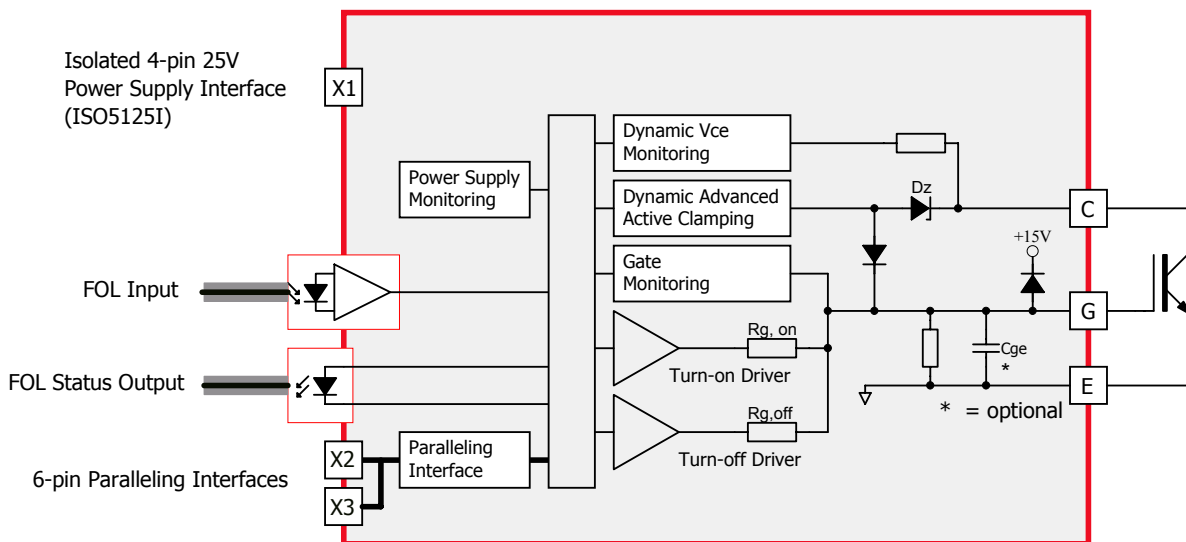 Isolated 4-pin 25V
Power Supply Interface
(ISO5125I)
X1
Dynamic Vce
Monitoring
Power Supply
Monitoring
Dynamic Advanced
Active Clamping
Dz
C
+15V
FOL Input
Gate
Monitoring
G
Rg, on
Cge
*
FOL Status Output
Turn-on Driver
E
* = optional
Rg,off
X2
Paralleling
Interface
Turn-off Driver
6-pin Paralleling Interfaces
X3